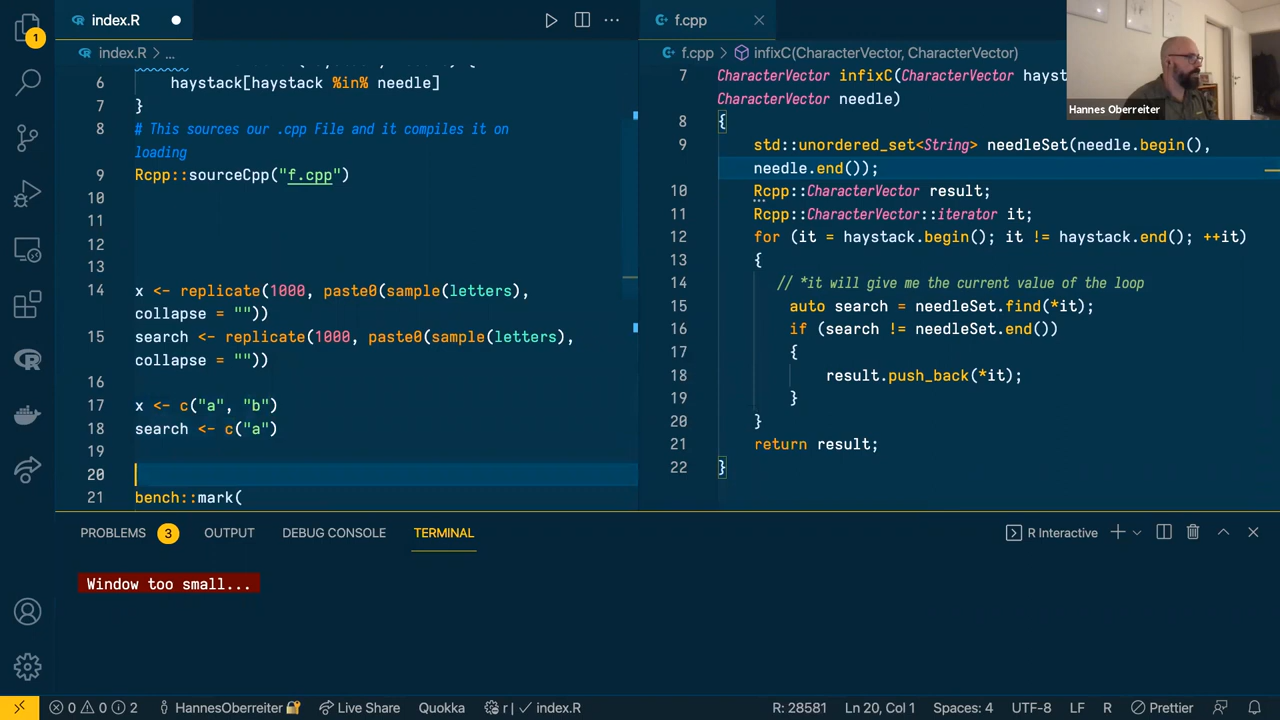 index.R
f.cpp
index.R > ...
f.cpp > infixC(CharacterVector, CharacterVector)
6 haystack[haystack %in% needle]
7 }
8 # This sources our .cpp File and it compiles it on
loading
9 Rcpp::sourceCpp("f.cpp")
10
11
12
13
14 x <- replicate(1000, paste0(sample(letters),
collapse = ""))
15 search <- replicate(1000, paste0(sample(letters),
collapse = ""))
16
17 x <- c("a", "b")
18 search <- c("a")
19
20
21 bench::mark(
7 CharacterVector infixC(CharacterVector hays
CharacterVector needle)
8 {
9 std::unordered_set<String> needleSet(needle.begin(),
needle.end());
10 Rcpp::CharacterVector result;
11 Rcpp::CharacterVector::iterator it;
12 for (it = haystack.begin(); it != haystack.end(); ++it)
13 {
14 // *it will give me the current value of the loop
15 auto search = needleSet.find(*it);
16 if (search != needleSet.end())
17 {
18 result.push_back(*it);
19 }
20 }
21 return result;
22 }
Hannes Oberreiter
1
PROBLEMS 3 OUTPUT DEBUG CONSOLE TERMINAL
R Interactive
Window too small...
0 0 2 HannesOberreiter Live Share Quokka r | ✓ index.R R: 28581 Ln 20, Col 1 Spaces: 4 UTF-8 LF R Prettier